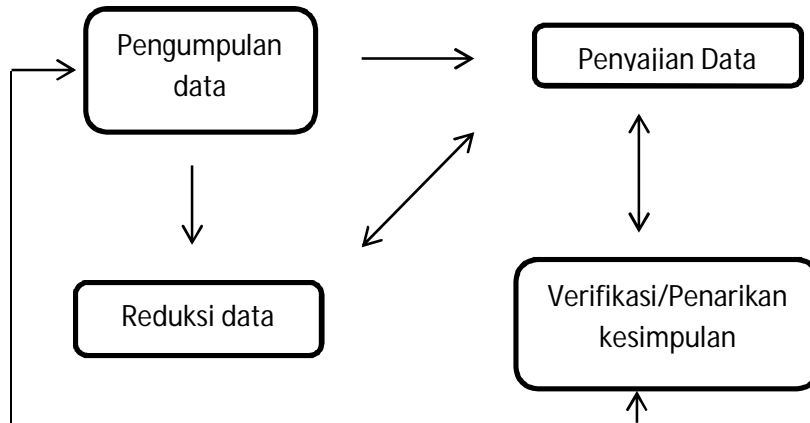 Pengumpulan
data
Penyajian Data
Reduksi data
Verifikasi/Penarikan
kesimpulan